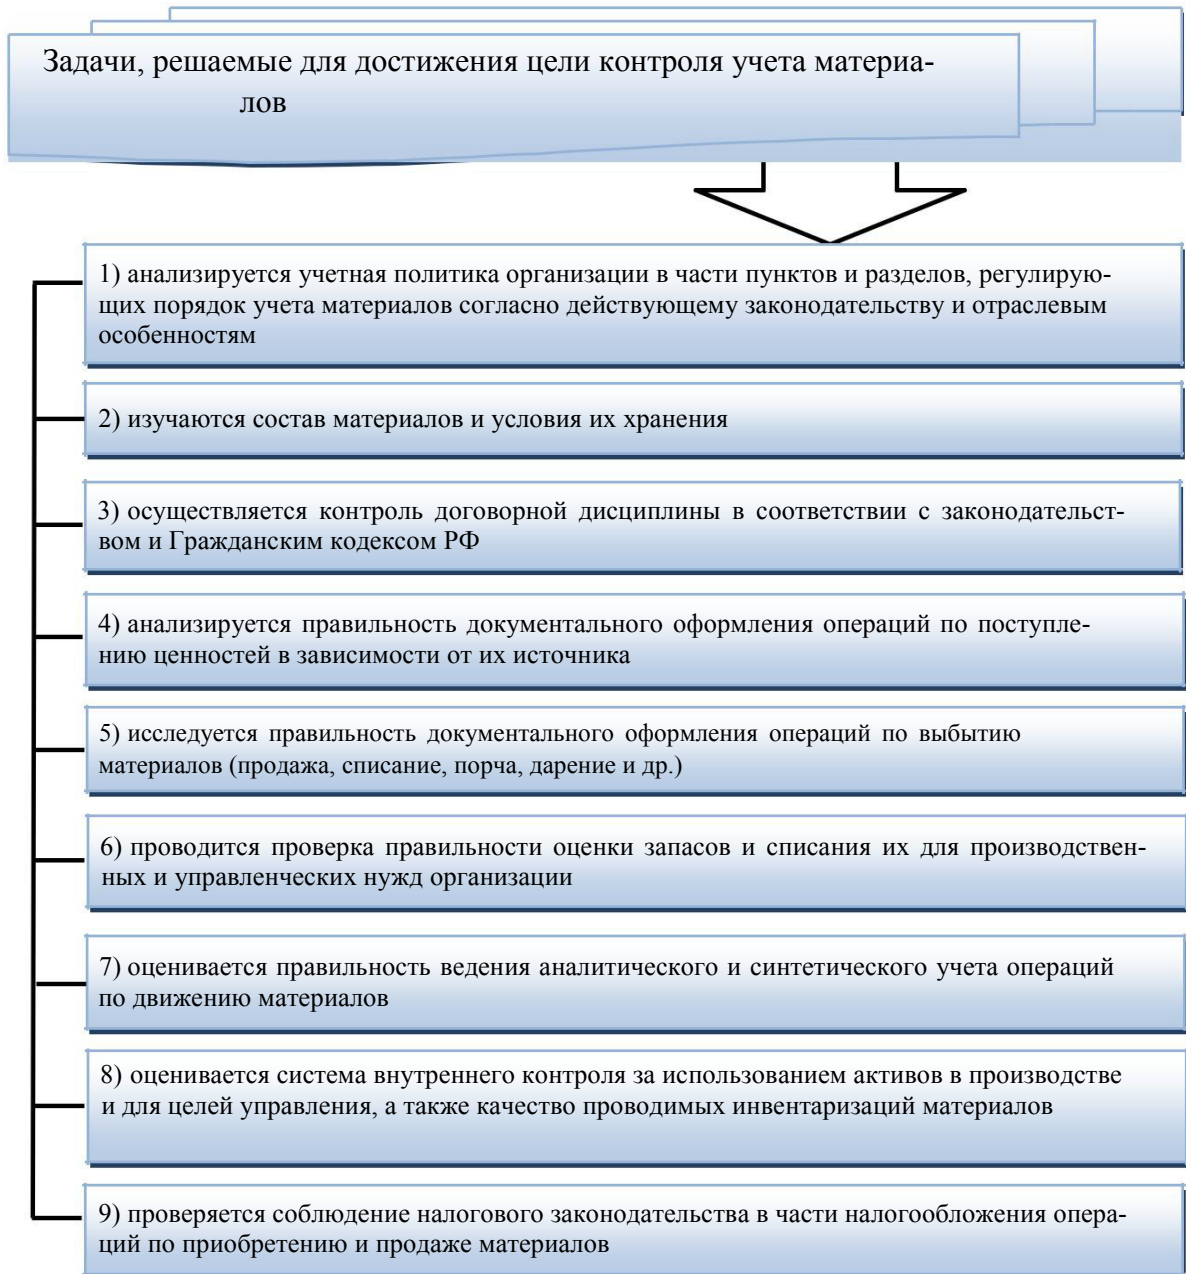 Задачи, решаемые для достижения цели контроля учета материа-
лов
1) анализируется учетная политика организации в части пунктов и разделов, регулирую-
щих порядок учета материалов согласно действующему законодательству и отраслевым
особенностям
2) изучаются состав материалов и условия их хранения
3) осуществляется контроль договорной дисциплины в соответствии с законодательст-
вом и Гражданским кодексом РФ
4) анализируется правильность документального оформления операций по поступле-
нию ценностей в зависимости от их источника
5) исследуется правильность документального оформления операций по выбытию
материалов (продажа, списание, порча, дарение и др.)
6) проводится проверка правильности оценки запасов и списания их для производствен-
ных и управленческих нужд организации
7) оценивается правильность ведения аналитического и синтетического учета операций
по движению материалов
8) оценивается система внутреннего контроля за использованием активов в производстве
и для целей управления, а также качество проводимых инвентаризаций материалов
9) проверяется соблюдение налогового законодательства в части налогообложения опера-
ций по приобретению и продаже материалов